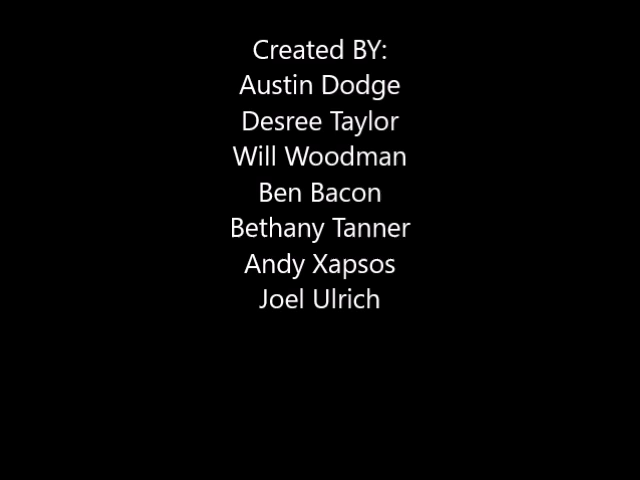 Created BY:
Austin Dodge
Desree Taylor
Will Woodman
Ben Bacon
Bethany Tanner
Andy Xapsos
Joel Ulrich